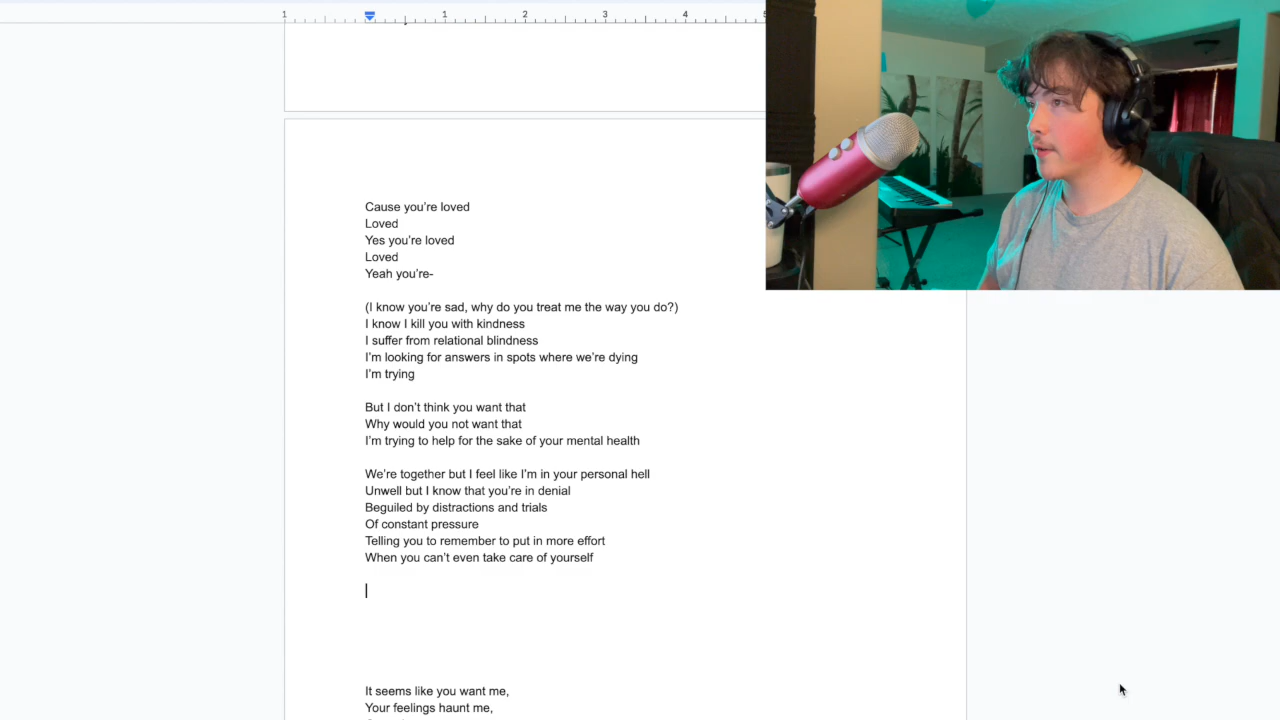 1 1 2 3 4
Cause you’re loved
Loved
Yes you’re loved
Loved
Yeah you’re-
(I know you’re sad, why do you treat me the way you do?)
I know I kill you with kindness
I suffer from relational blindness
I’m looking for answers in spots where we’re dying
I’m trying
But I don’t think you want that
Why would you not want that
I’m trying to help for the sake of your mental health
We’re together but I feel like I’m in your personal hell
Unwell but I know that you’re in denial
Beguiled by distractions and trials
Of constant pressure
Telling you to remember to put in more effort
When you can’t even take care of yourself
It seems like you want me,
Your feelings haunt me,